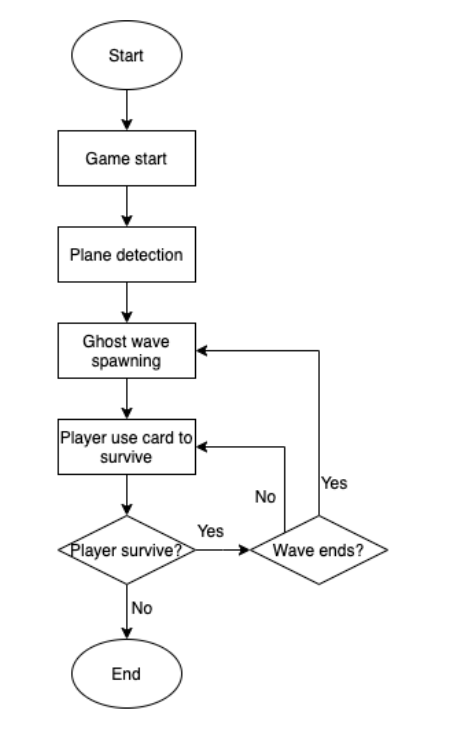 Start
Game start
Plane detection
Ghost wave
spawning
Player use card to
survive
No
Yes
Player survive?
Yes
Wave ends?
No
End